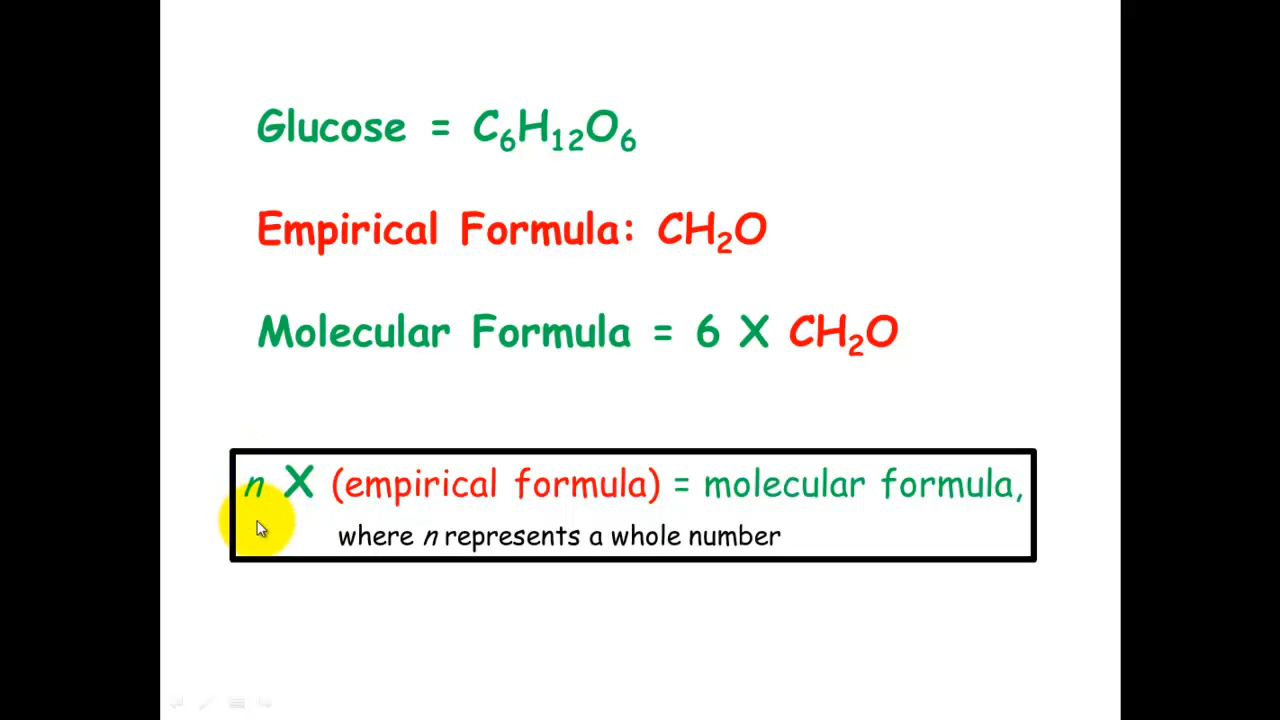 Glucose = C₆H₁₂O₆
Empirical Formula: CH₂O
Molecular Formula = 6 X CH₂O
n X (empirical formula) = molecular formula,
where n represents a whole number